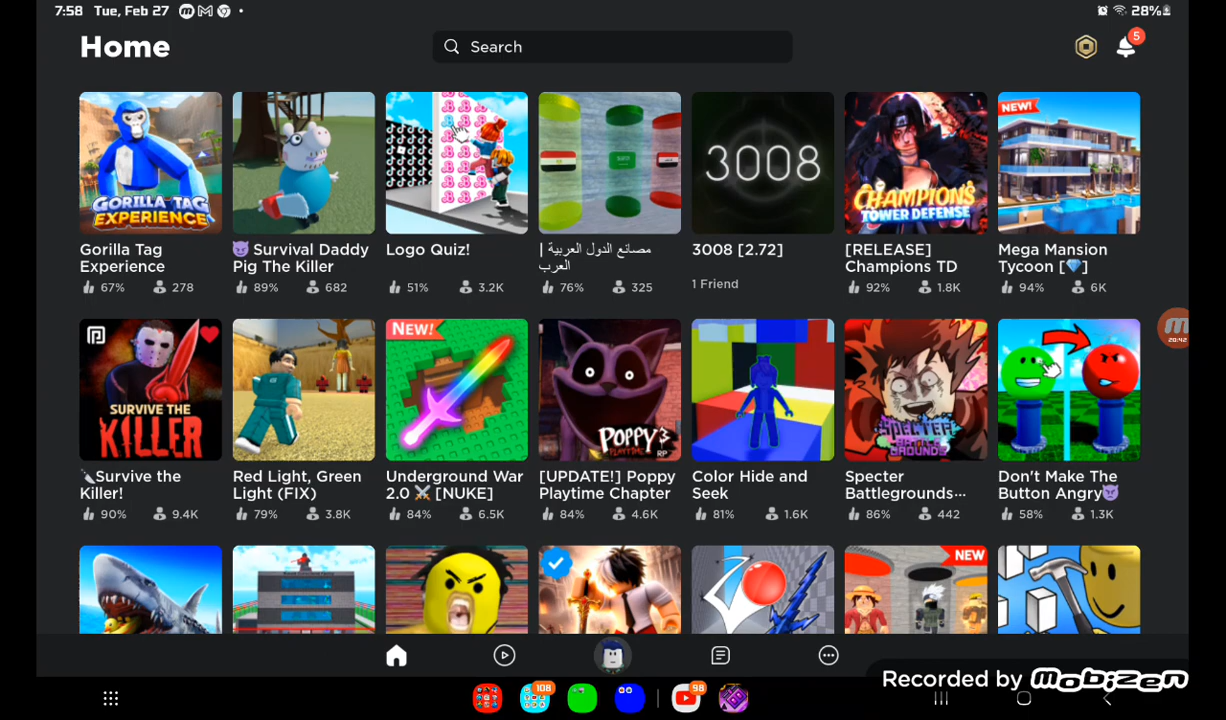 7:58 Tue, Feb 27
28%
Home
Search
5
GORILLA TAG
EXPERIENCE
3008
CHAMPIONS
TOWER DEFENSE
NEW!
Gorilla Tag
Experience
😈 Survival Daddy
Pig The Killer
Logo Quiz!
مصانع الدول العربية |
العرب
3008 [2.72]
[RELEASE]
Champions TD
Mega Mansion
Tycoon [💎]
67% 278
89% 682
51% 3.2K
76% 325
1 Friend
92% 1.8K
94% 6K
20:42
SURVIVE THE
KILLER
NEW!
POPPY 3
PLAYTIME RP
SPECTER
BATTLE
GROUNDS
🔪Survive the
Killer!
Red Light, Green
Light (FIX)
Underground War
2.0 ⚔️ [NUKE]
[UPDATE!] Poppy
Playtime Chapter
Color Hide and
Seek
Specter
Battlegrounds...
Don't Make The
Button Angry😈
90% 9.4K
79% 3.8K
84% 6.5K
84% 4.6K
81% 1.6K
86% 442
58% 1.3K
NEW
Recorded by mobizen
108
98